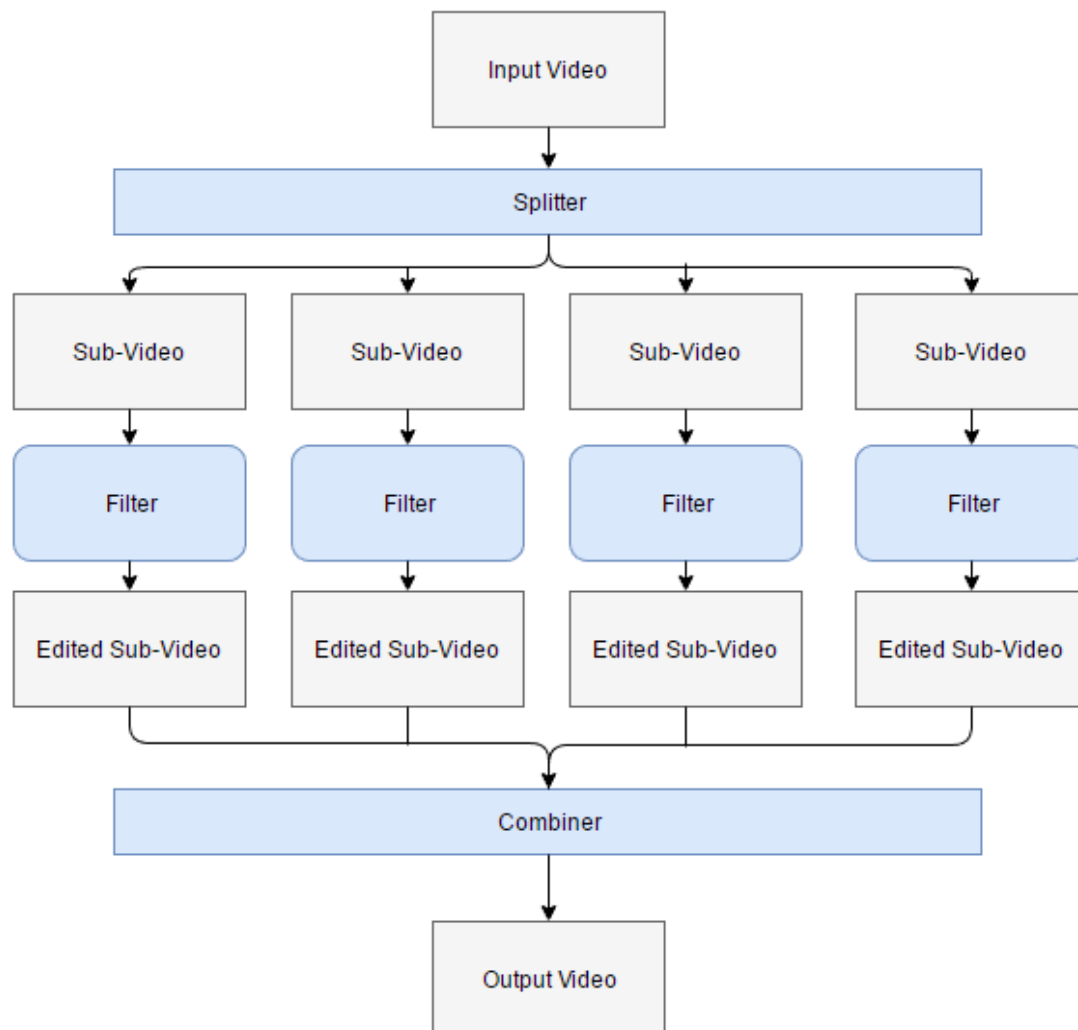 Input Video
Splitter
Sub-Video
Sub-Video
Sub-Video
Sub-Video
Filter
Filter
Filter
Filter
Edited Sub-Video
Edited Sub-Video
Edited Sub-Video
Edited Sub-Video
Combiner
Output Video